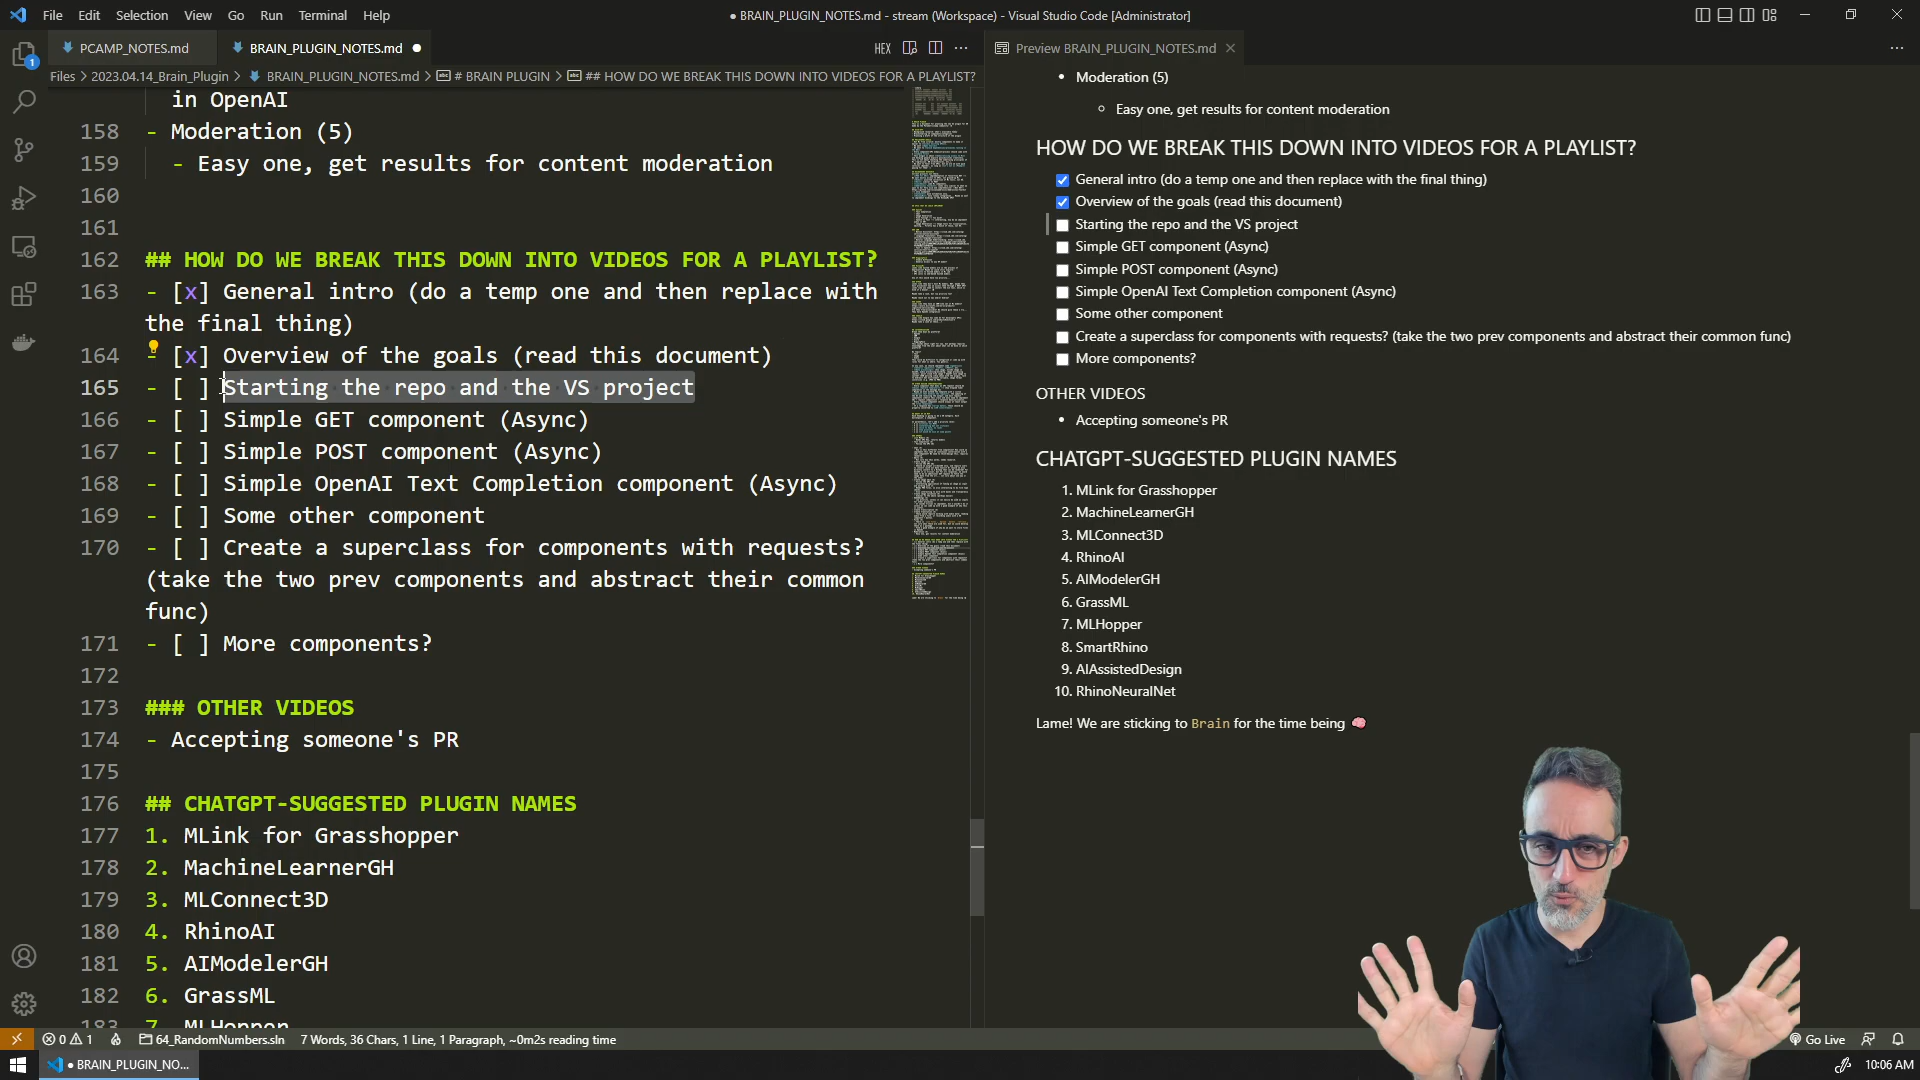 File Edit Selection View Go Run Terminal Help
● BRAIN_PLUGIN_NOTES.md - stream (Workspace) - Visual Studio Code [Administrator]
PCAMP_NOTES.md
BRAIN_PLUGIN_NOTES.md ●
HEX
Preview BRAIN_PLUGIN_NOTES.md
Files > 2023.04.14_Brain_Plugin > BRAIN_PLUGIN_NOTES.md > # BRAIN PLUGIN > ## HOW DO WE BREAK THIS DOWN INTO VIDEOS FOR A PLAYLIST?
1
in OpenAI
158 - Moderation (5)
159 - Easy one, get results for content moderation
160
161
162 ## HOW DO WE BREAK THIS DOWN INTO VIDEOS FOR A PLAYLIST?
163 - [x] General intro (do a temp one and then replace with
the final thing)
164 - [x] Overview of the goals (read this document)
165 - [ ] Starting the repo and the VS project
166 - [ ] Simple GET component (Async)
167 - [ ] Simple POST component (Async)
168 - [ ] Simple OpenAI Text Completion component (Async)
169 - [ ] Some other component
170 - [ ] Create a superclass for components with requests?
(take the two prev components and abstract their common
func)
171 - [ ] More components?
172
173 ### OTHER VIDEOS
174 - Accepting someone's PR
175
176 ## CHATGPT-SUGGESTED PLUGIN NAMES
177 1. MLink for Grasshopper
178 2. MachineLearnerGH
179 3. MLConnect3D
180 4. RhinoAI
181 5. AIModelerGH
182 6. GrassML
183 7. MLHopper
• Moderation (5)
◦ Easy one, get results for content moderation
HOW DO WE BREAK THIS DOWN INTO VIDEOS FOR A PLAYLIST?
General intro (do a temp one and then replace with the final thing)
Overview of the goals (read this document)
Starting the repo and the VS project
Simple GET component (Async)
Simple POST component (Async)
Simple OpenAI Text Completion component (Async)
Some other component
Create a superclass for components with requests? (take the two prev components and abstract their common func)
More components?
OTHER VIDEOS
• Accepting someone's PR
CHATGPT-SUGGESTED PLUGIN NAMES
1. MLink for Grasshopper
2. MachineLearnerGH
3. MLConnect3D
4. RhinoAI
5. AIModelerGH
6. GrassML
7. MLHopper
8. SmartRhino
9. AIAssistedDesign
10. RhinoNeuralNet
Lame! We are sticking to Brain for the time being 🧠
0 1 64_RandomNumbers.sln 7 Words, 36 Chars, 1 Line, 1 Paragraph, ~0m2s reading time
Go Live
● BRAIN_PLUGIN_NO...
10:06 AM